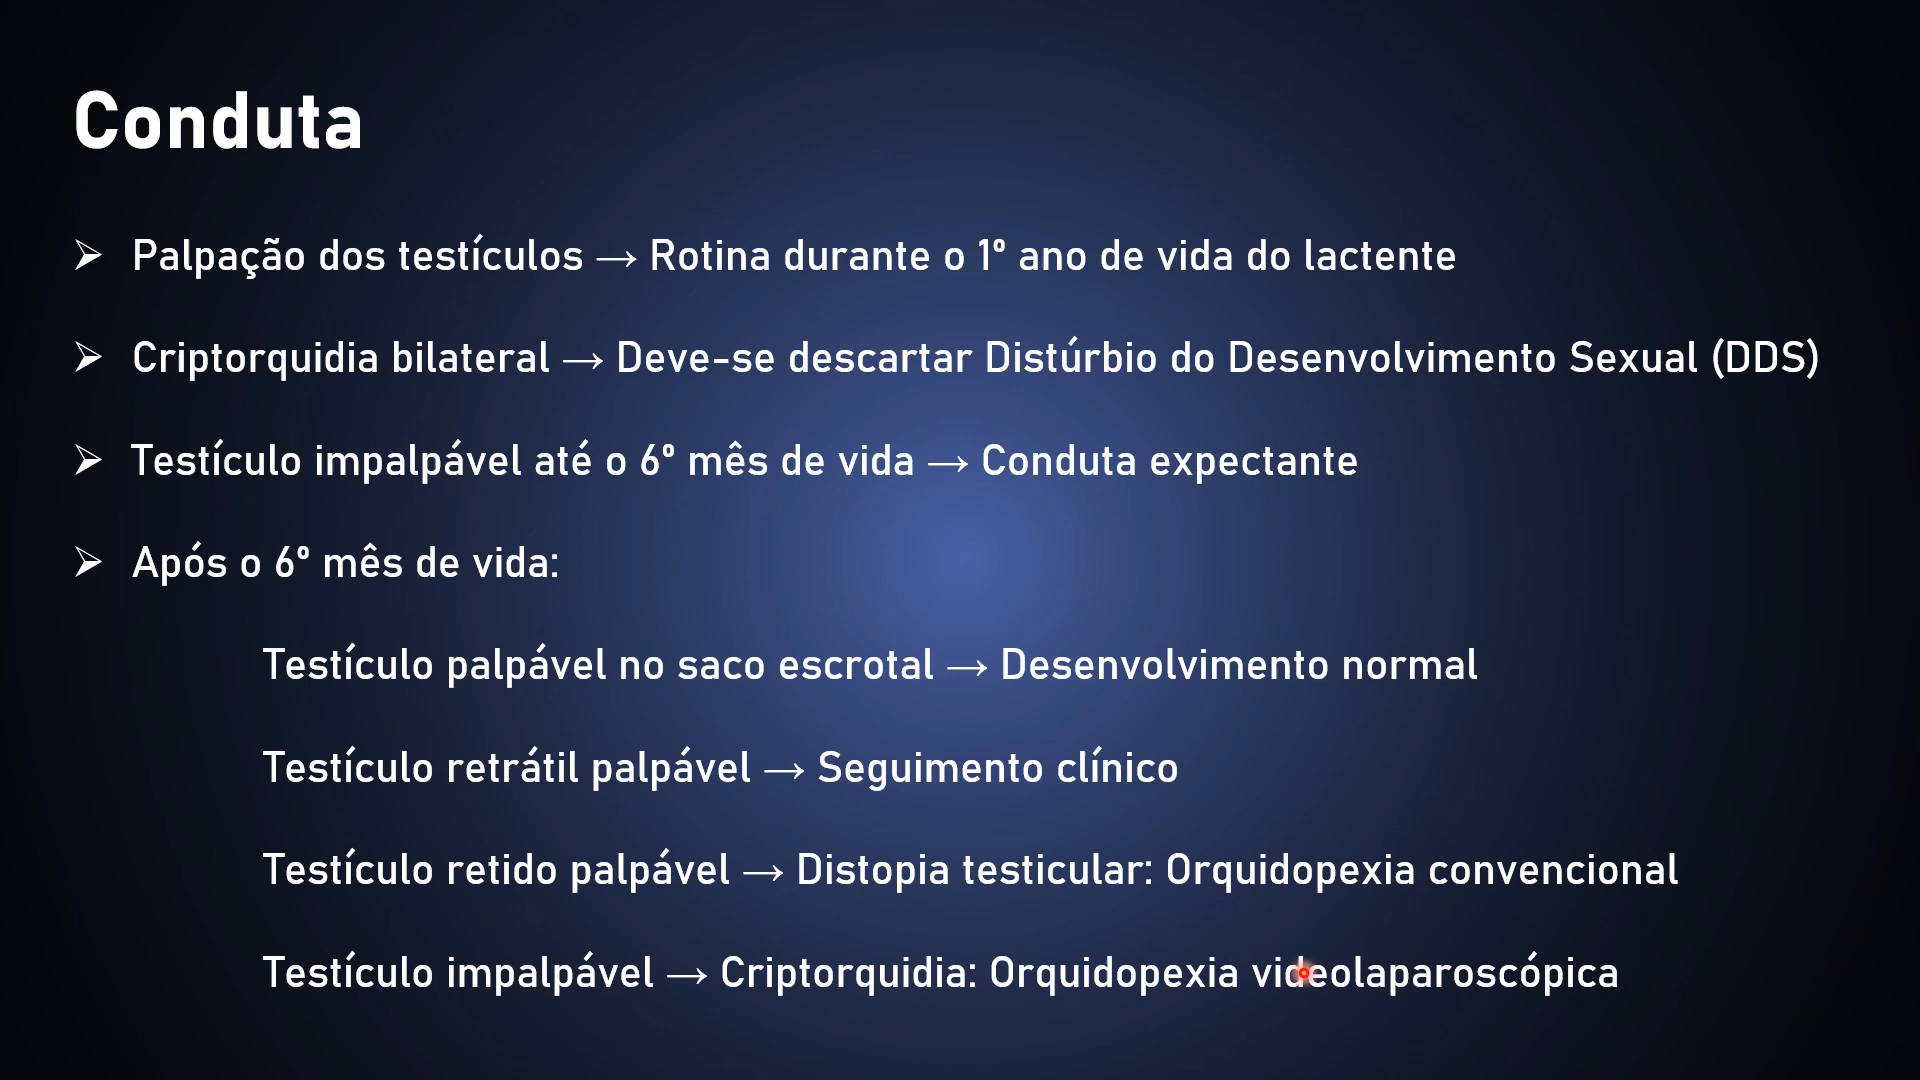 Conduta
➢ Palpação dos testículos → Rotina durante o 1º ano de vida do lactente
➢ Criptorquidia bilateral → Deve-se descartar Distúrbio do Desenvolvimento Sexual (DDS)
➢ Testículo impalpável até o 6º mês de vida → Conduta expectante
➢ Após o 6º mês de vida:
Testículo palpável no saco escrotal → Desenvolvimento normal
Testículo retrátil palpável → Seguimento clínico
Testículo retido palpável → Distopia testicular: Orquidopexia convencional
Testículo impalpável → Criptorquidia: Orquidopexia videolaparoscópica